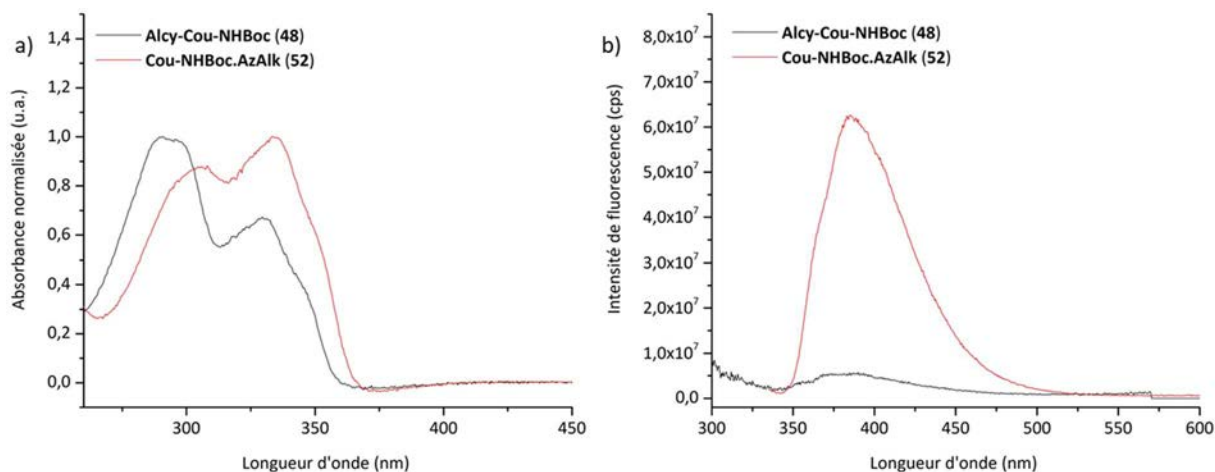 a)
Alcy-Cou-NHBoc (48)
Cou-NHBoc.AzAlk (52)
1,4
1,2
1,0
0,8
0,6
0,4
0,2
0,0
Absorbance normalisée (u.a.)
300
350
400
450
Longueur d'onde (nm)
b)
Alcy-Cou-NHBoc (48)
Cou-NHBoc.AzAlk (52)
8,0x10⁷
7,0x10⁷
6,0x10⁷
5,0x10⁷
4,0x10⁷
3,0x10⁷
2,0x10⁷
1,0x10⁷
0,0
Intensité de fluorescence (cps)
300
350
400
450
500
550
600
Longueur d'onde (nm)